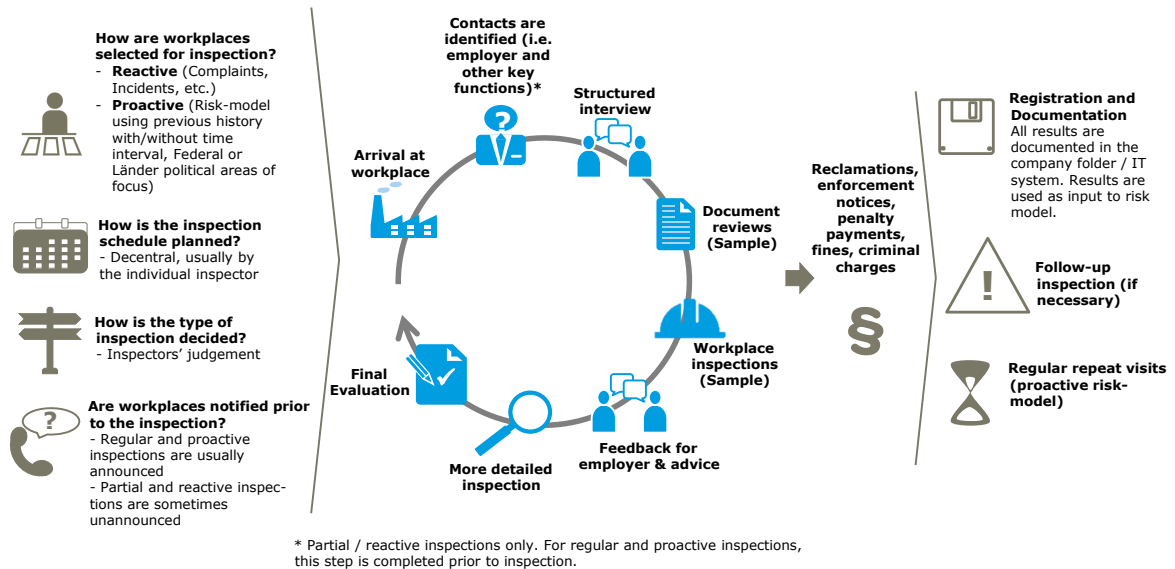 How are workplaces
selected for inspection?
- Reactive (Complaints,
Incidents, etc.)
- Proactive (Risk-model
using previous history
with/without time
interval, Federal or
Länder political areas of
focus)
How is the inspection
schedule planned?
- Decentral, usually by
the individual inspector
How is the type of
inspection decided?
- Inspectors' judgement
?
Are workplaces notified prior
to the inspection?
- Regular and proactive
inspections are usually
announced
- Partial and reactive inspec-
tions are sometimes
unannounced
Arrival at
workplace
Contacts are
identified (i.e.
employer and
other key
functions)*
?
Structured
interview
Document
reviews
(Sample)
Workplace
inspections
(Sample)
Feedback for
employer & advice
More detailed
inspection
Final
Evaluation
Reclamations,
enforcement
notices,
penalty
payments,
fines, criminal
charges
§
Registration and
Documentation
All results are
documented in the
company folder / IT
system. Results are
used as input to risk
model.
!
Follow-up
inspection (if
necessary)
Regular repeat visits
(proactive risk-
model)
* Partial / reactive inspections only. For regular and proactive inspections,
this step is completed prior to inspection.